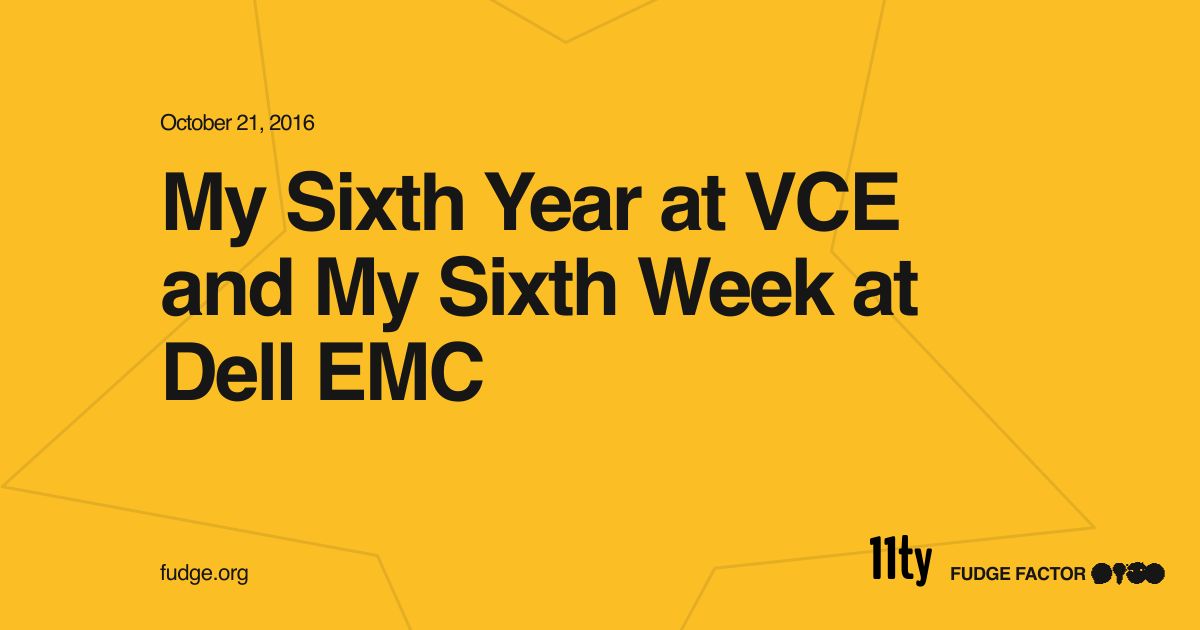 October 21, 2016
My Sixth Year at VCE
and My Sixth Week at
Dell EMC
fudge.org
11ty
FUDGE FACTOR